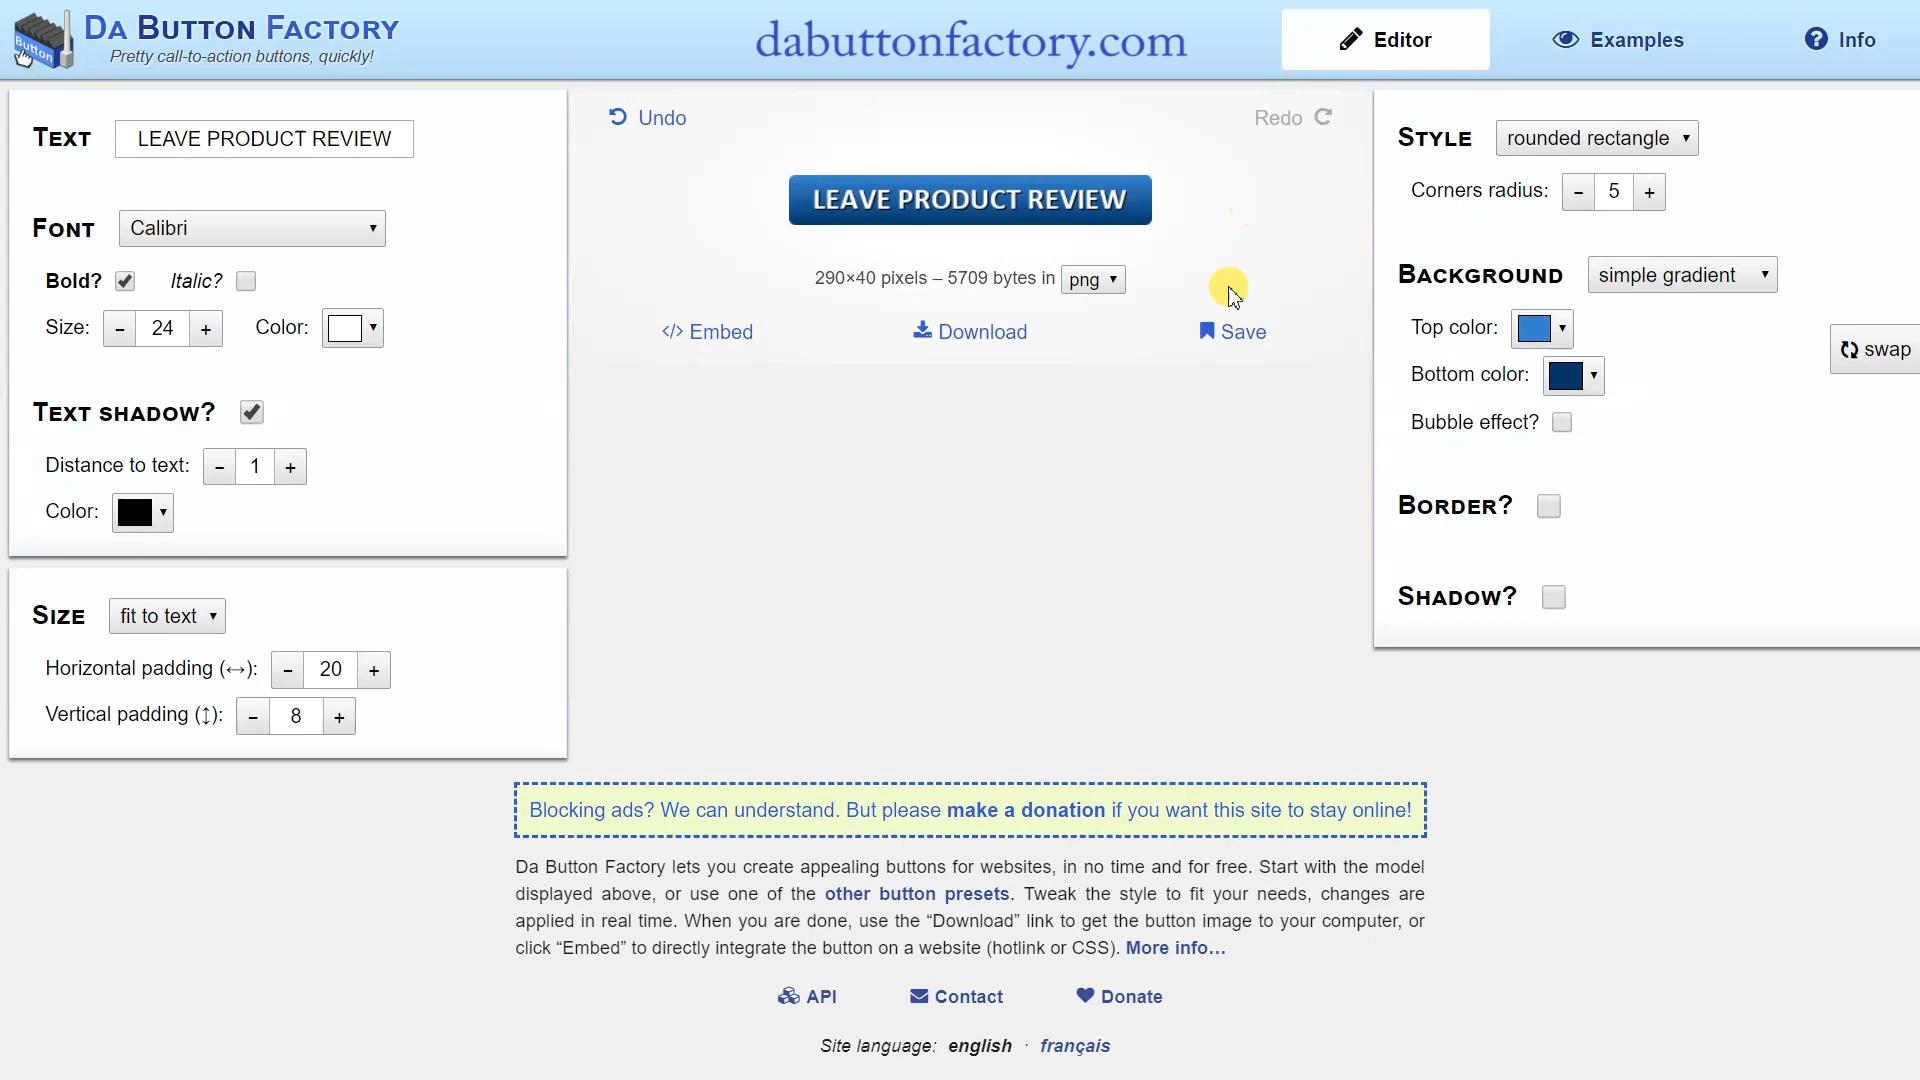 DA BUTTON FACTORY
Pretty call-to-action buttons, quickly!
Button
dabuttonfactory.com
Editor
Examples
Info
TEXT LEAVE PRODUCT REVIEW
FONT Calibri
Bold? Italic?
Size: - 24 + Color:
TEXT SHADOW?
Distance to text: - 1 +
Color:
SIZE fit to text
Horizontal padding (↔): - 20 +
Vertical padding (↕): - 8 +
Undo
Redo
LEAVE PRODUCT REVIEW
290×40 pixels – 5709 bytes in png
</> Embed
Download
Save
STYLE rounded rectangle
Corners radius: - 5 +
BACKGROUND simple gradient
Top color:
swap
Bottom color:
Bubble effect?
BORDER?
SHADOW?
Blocking ads? We can understand. But please make a donation if you want this site to stay online!
Da Button Factory lets you create appealing buttons for websites, in no time and for free. Start with the model
displayed above, or use one of the other button presets. Tweak the style to fit your needs, changes are
applied in real time. When you are done, use the “Download” link to get the button image to your computer, or
click “Embed” to directly integrate the button on a website (hotlink or CSS). More info...
API
Contact
Donate
Site language: english · français